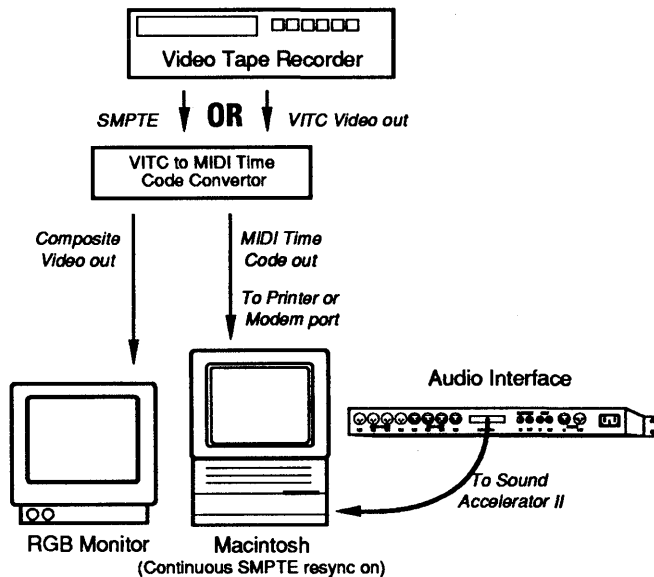 Video Tape Recorder
SMPTE
OR
VITC Video out
VITC to MIDI Time
Code Convertor
Composite
Video out
MIDI Time
Code out
To Printer or
Modem port
Audio Interface
To Sound
Accelerator II
RGB Monitor
Macintosh
(Continuous SMPTE resync on)